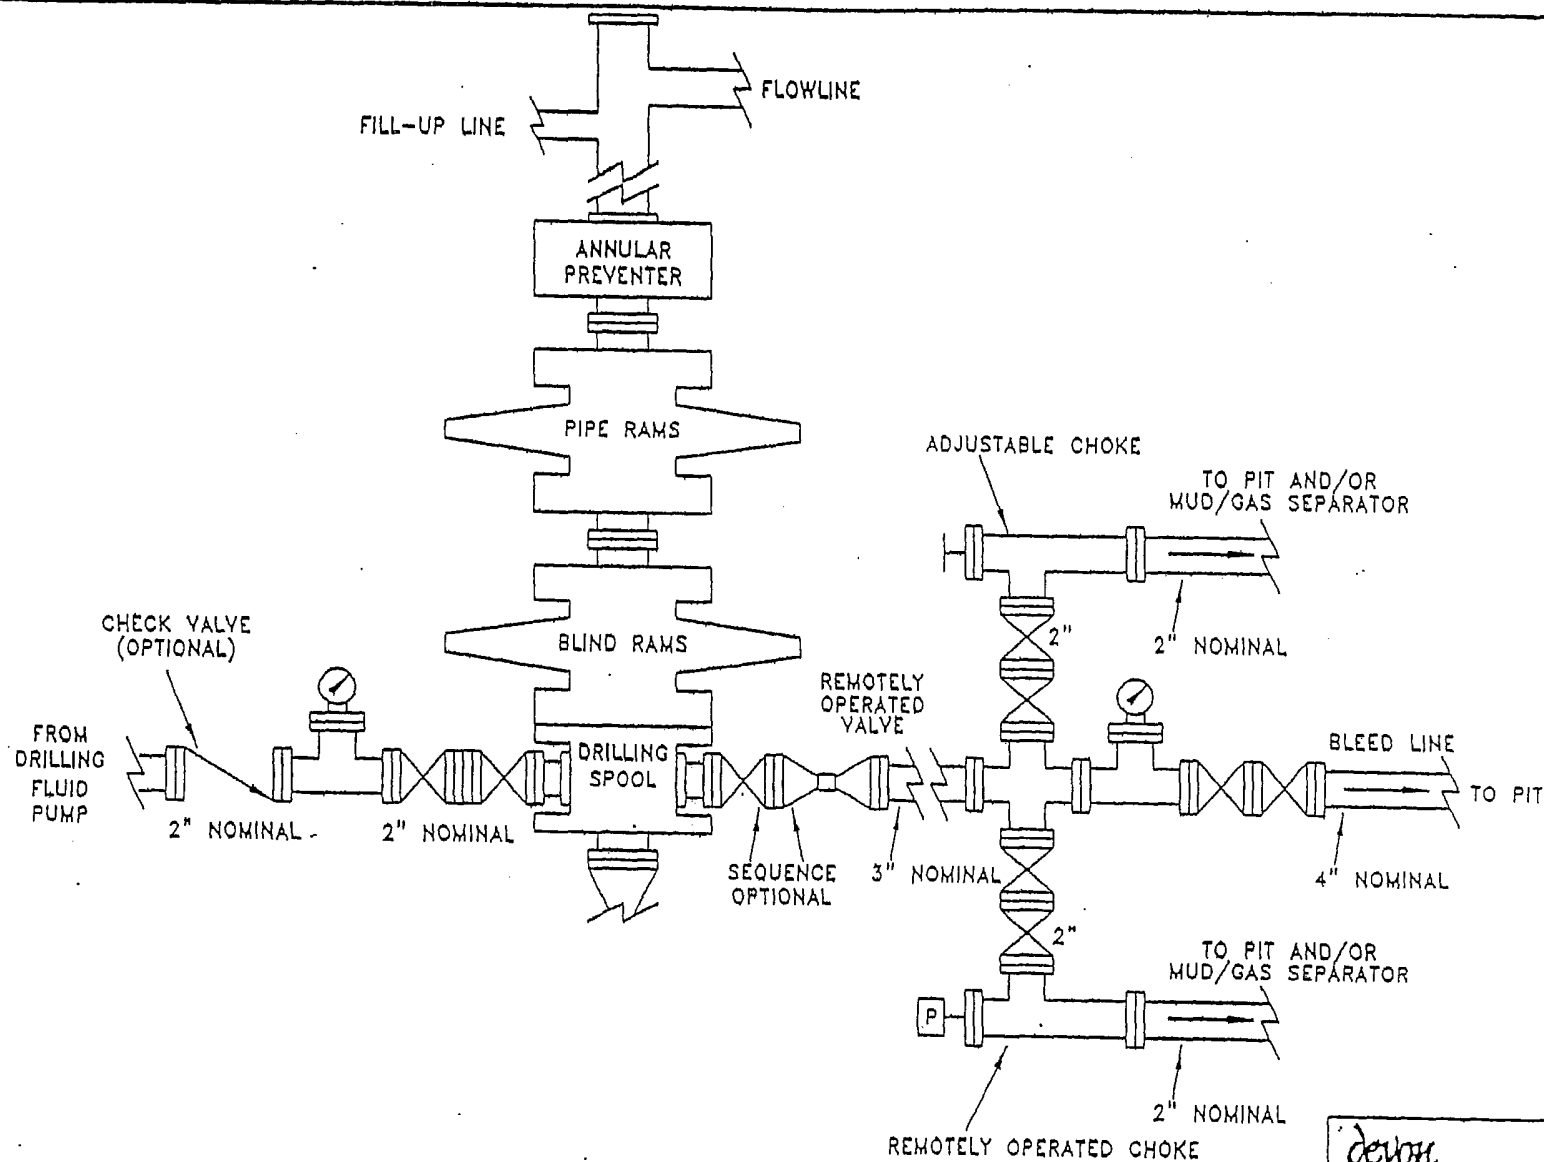 FLOWLINE
FILL-UP LINE
ANNULAR
PREVENTER
PIPE RAMS
ADJUSTABLE CHOKE
TO PIT AND/OR
MUD/GAS SEPARATOR
CHECK VALVE
(OPTIONAL)
BLIND RAMS
2"
2" NOMINAL
REMOTELY
OPERATED
VALVE
FROM
DRILLING
FLUID
PUMP
DRILLING
SPOOL
BLEED LINE
TO PIT
2" NOMINAL
2" NOMINAL
SEQUENCE
OPTIONAL
3" NOMINAL
4" NOMINAL
2"
TO PIT AND/OR
MUD/GAS SEPARATOR
P
2" NOMINAL
REMOTELY OPERATED CHOKE
devon